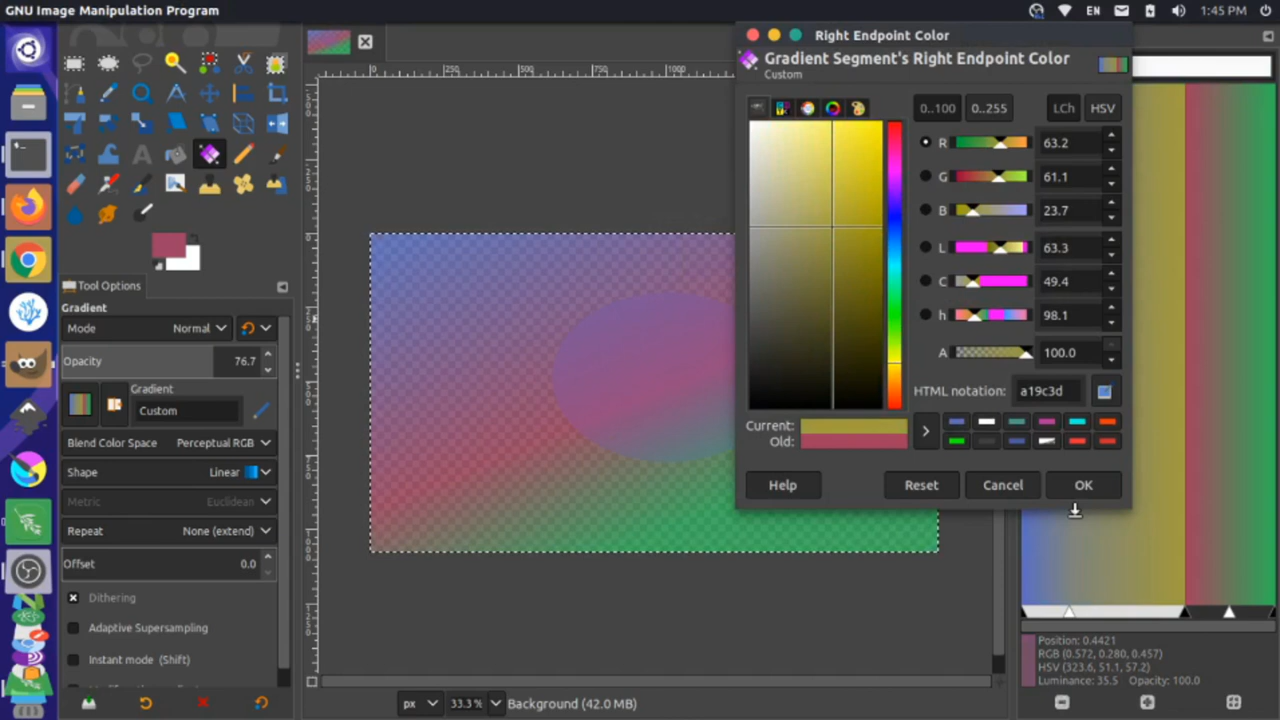 GNU Image Manipulation Program
EN
1:45 PM
Right Endpoint Color
Gradient Segment's Right Endpoint Color
Custom
0..100
0..255
LCh
HSV
R
63.2
G
61.1
B
23.7
L
63.3
C
49.4
h
98.1
A
100.0
HTML notation:
a19c3d
Current:
Old:
Help
Reset
Cancel
OK
Tool Options
Gradient
Mode
Normal
Opacity
76.7
Gradient
Custom
Blend Color Space
Perceptual RGB
Shape
Linear
Metric
Euclidean
Repeat
None (extend)
Offset
0.0
Dithering
Adaptive Supersampling
Instant mode (Shift)
0
250
500
750
1000
px
33.3 %
Background (42.0 MB)
Position: 0.4421
RGB (0.572, 0.280, 0.457)
HSV (323.6, 51.1, 57.2)
Luminance: 35.5 Opacity: 100.0